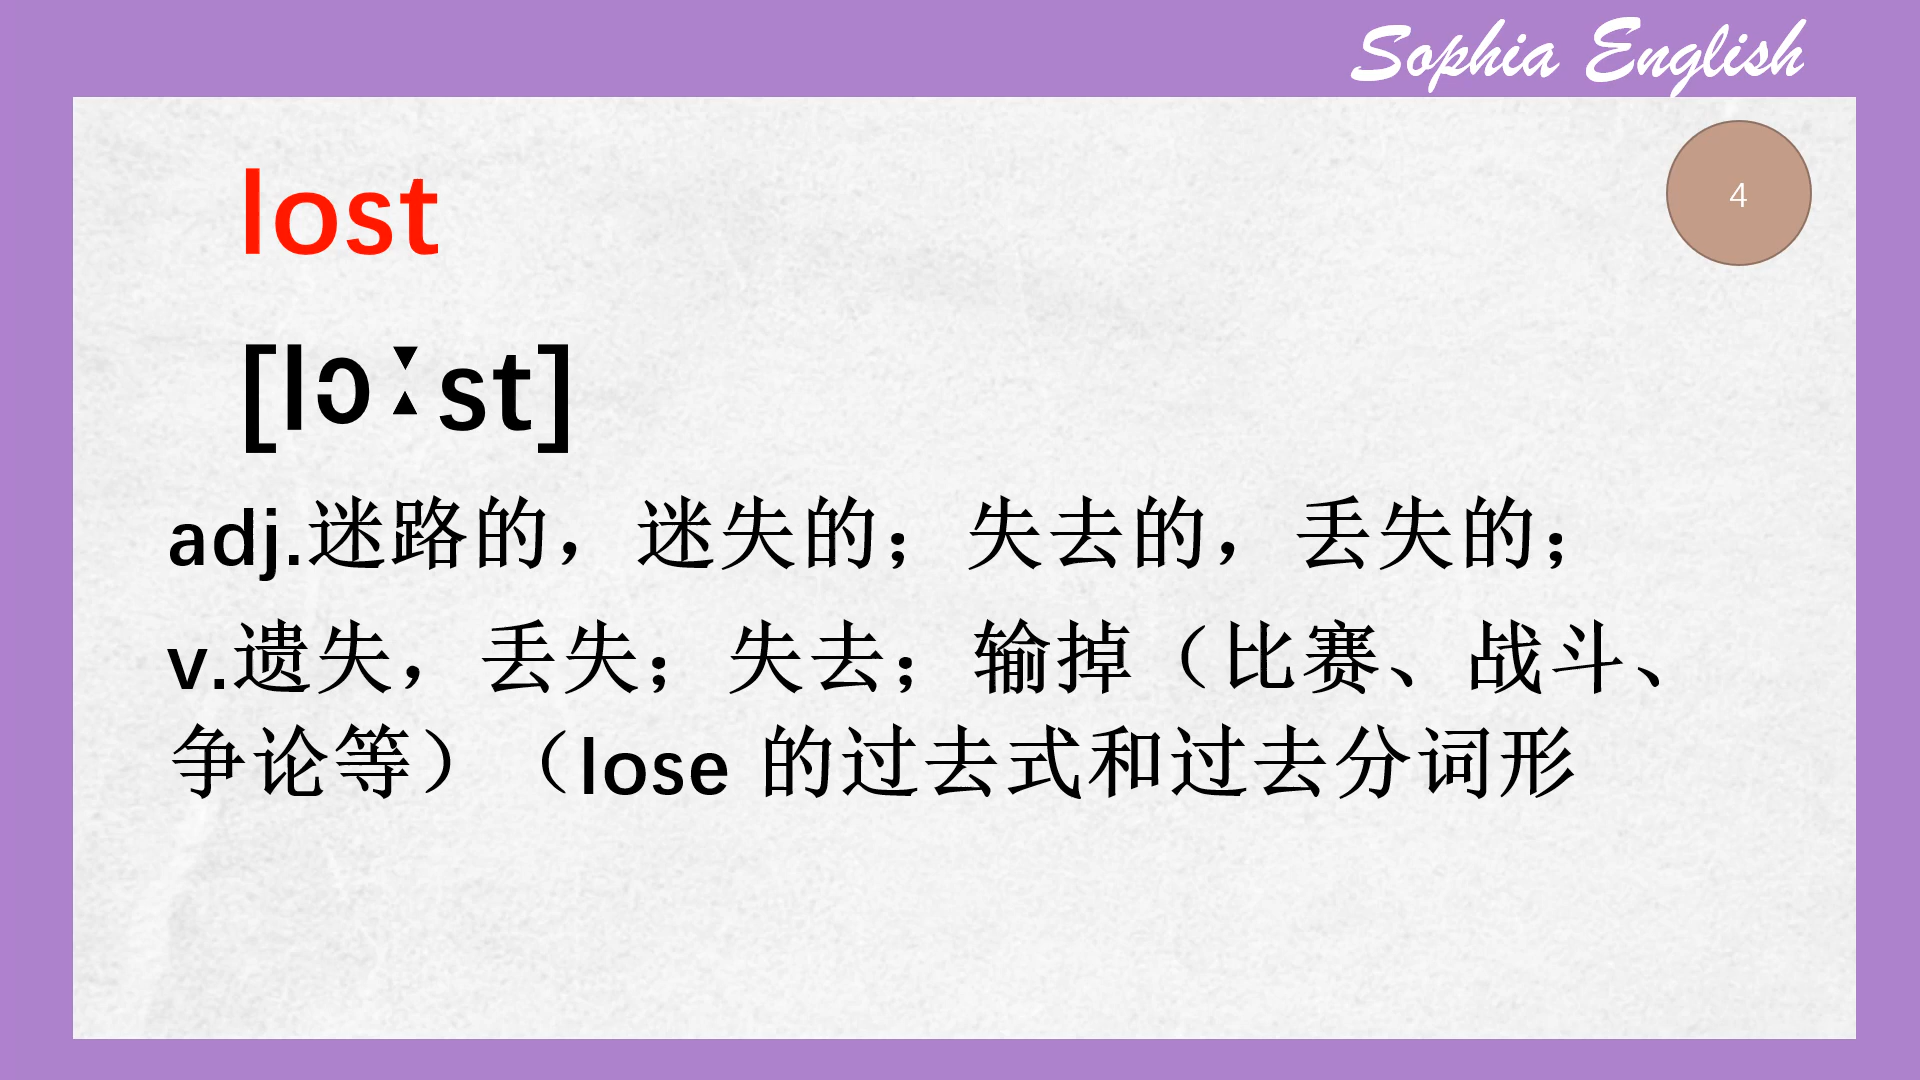 Sophia English
4
lost
[lɔːst]
adj.迷路的，迷失的；失去的，丢失的；
v.遗失，丢失；失去；输掉（比赛、战斗、
争论等）（lose 的过去式和过去分词形